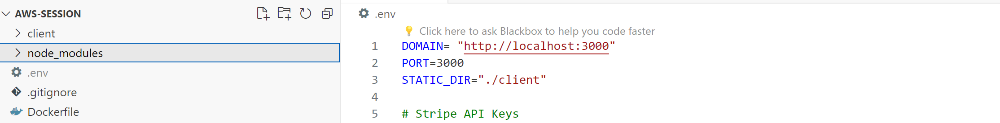 AWS-SESSION
client
node_modules
.env
.gitignore
Dockerfile
.env
Click here to ask Blackbox to help you code faster
1 DOMAIN= "http://localhost:3000"
2 PORT=3000
3 STATIC_DIR="./client"
4
5 # Stripe API Keys